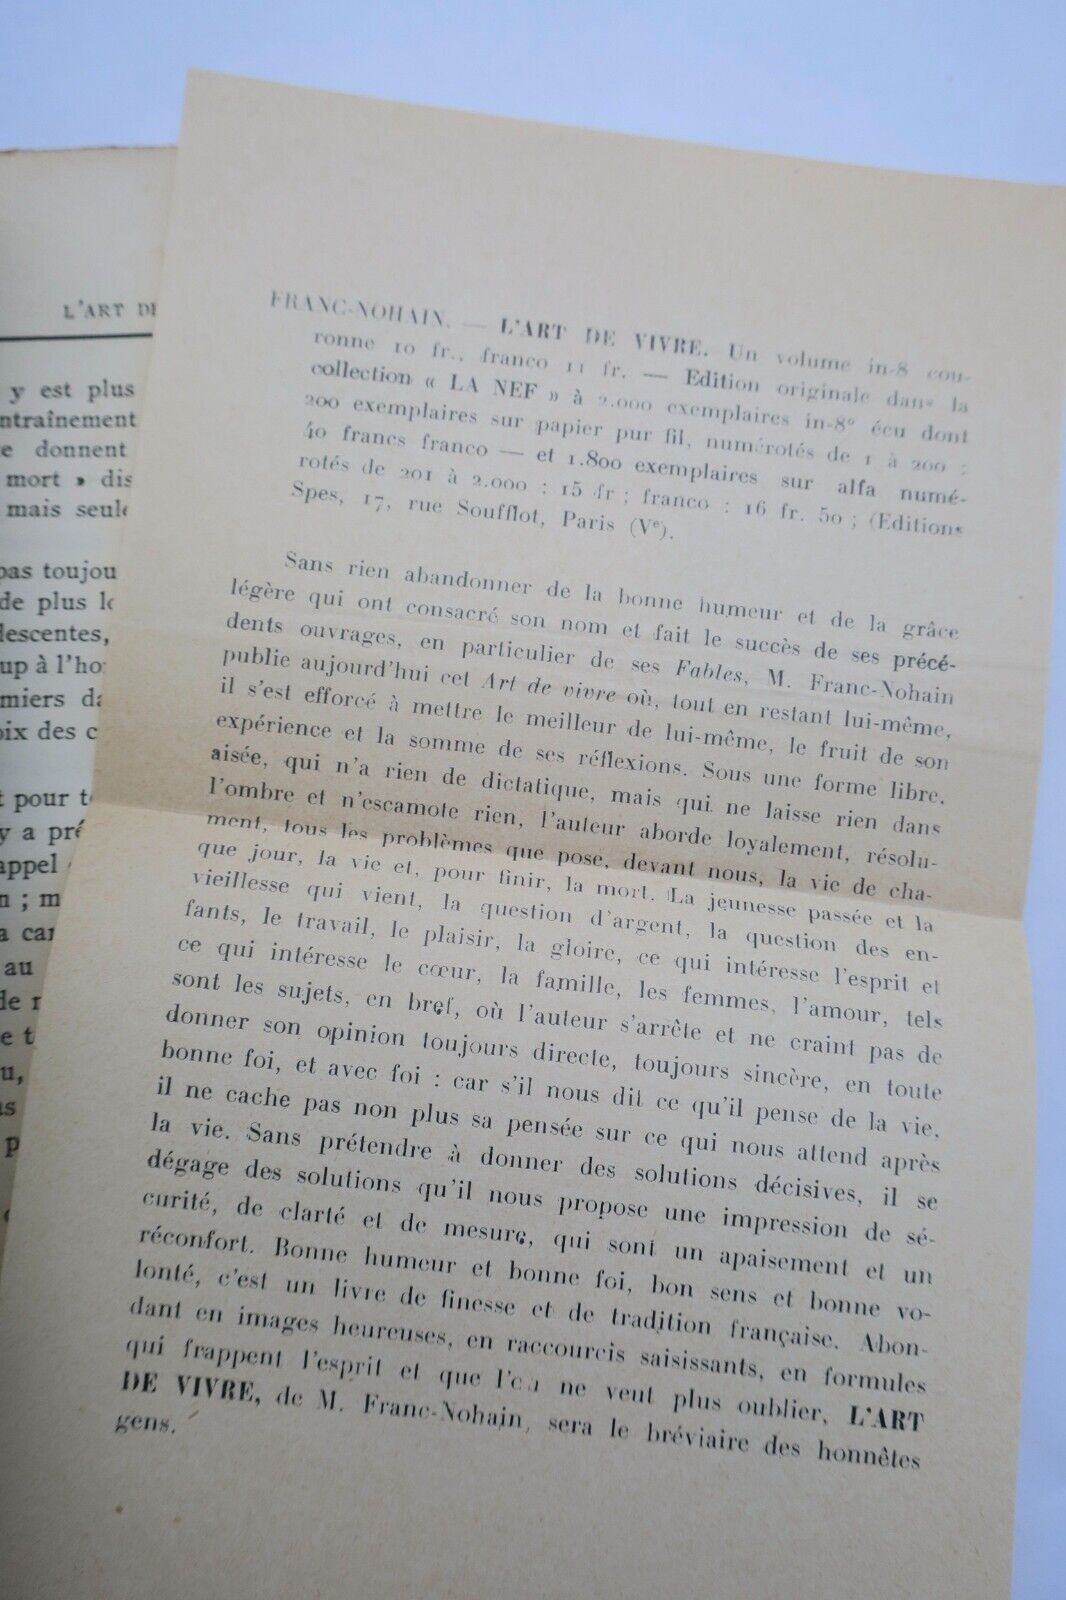 L'ART DE
y est plus
ntraînement
e donnent
mort » dis
mais seule
pas toujou
de plus le
lescentes,
up à l'ho
miers da
oix des c
t pour t
y a pré
appel
n ; m
a car
au
de
e t
u,
as
p
FRANC-NOHAIN. — L'ART DE VIVRE. Un volume in-8 cou-
ronne 10 fr., franco 11 fr. — Edition originale dans la
collection « LA NEF » à 2.000 exemplaires in-8° écu dont
200 exemplaires sur papier pur fil, numérotés de 1 à 200 :
40 francs franco — et 1.800 exemplaires sur alfa numé-
rotés de 201 à 2.000 : 15 fr ; franco : 16 fr. 50 ; (Editions
Spes, 17, rue Soufflot, Paris (Ve).
Sans rien abandonner de la bonne humeur et de la grâce
légère qui ont consacré son nom et fait le succès de ses précé-
dents ouvrages, en particulier de ses Fables, M. Franc-Nohain
publie aujourd'hui cet Art de vivre où, tout en restant lui-même,
il s'est efforcé à mettre le meilleur de lui-même, le fruit de son
expérience et la somme de ses réflexions. Sous une forme libre,
aisée, qui n'a rien de dictatique, mais qui ne laisse rien dans
l'ombre et n'escamote rien, l'auteur aborde loyalement, résolu-
ment, tous les problèmes que pose, devant nous, la vie de cha-
que jour, la vie et, pour finir, la mort. La jeunesse passée et la
vieillesse qui vient, la question d'argent, la question des en-
fants, le travail, le plaisir, la gloire, ce qui intéresse l'esprit et
ce qui intéresse le cœur, la famille, les femmes, l'amour, tels
sont les sujets, en bref, où l'auteur s'arrête et ne craint pas de
donner son opinion toujours directe, toujours sincère, en toute
bonne foi, et avec foi : car s'il nous dit ce qu'il pense de la vie,
il ne cache pas non plus sa pensée sur ce qui nous attend après
la vie. Sans prétendre à donner des solutions décisives, il se
dégage des solutions qu'il nous propose une impression de sé-
curité, de clarté et de mesure, qui sont un apaisement et un
réconfort. Bonne humeur et bonne foi, bon sens et bonne vo-
lonté, c'est un livre de finesse et de tradition française. Abon-
dant en images heureuses, en raccourcis saisissants, en formules
qui frappent l'esprit et que l'on ne veut plus oublier, L'ART
DE VIVRE, de M. Franc-Nohain, sera le bréviaire des honnêtes
gens.